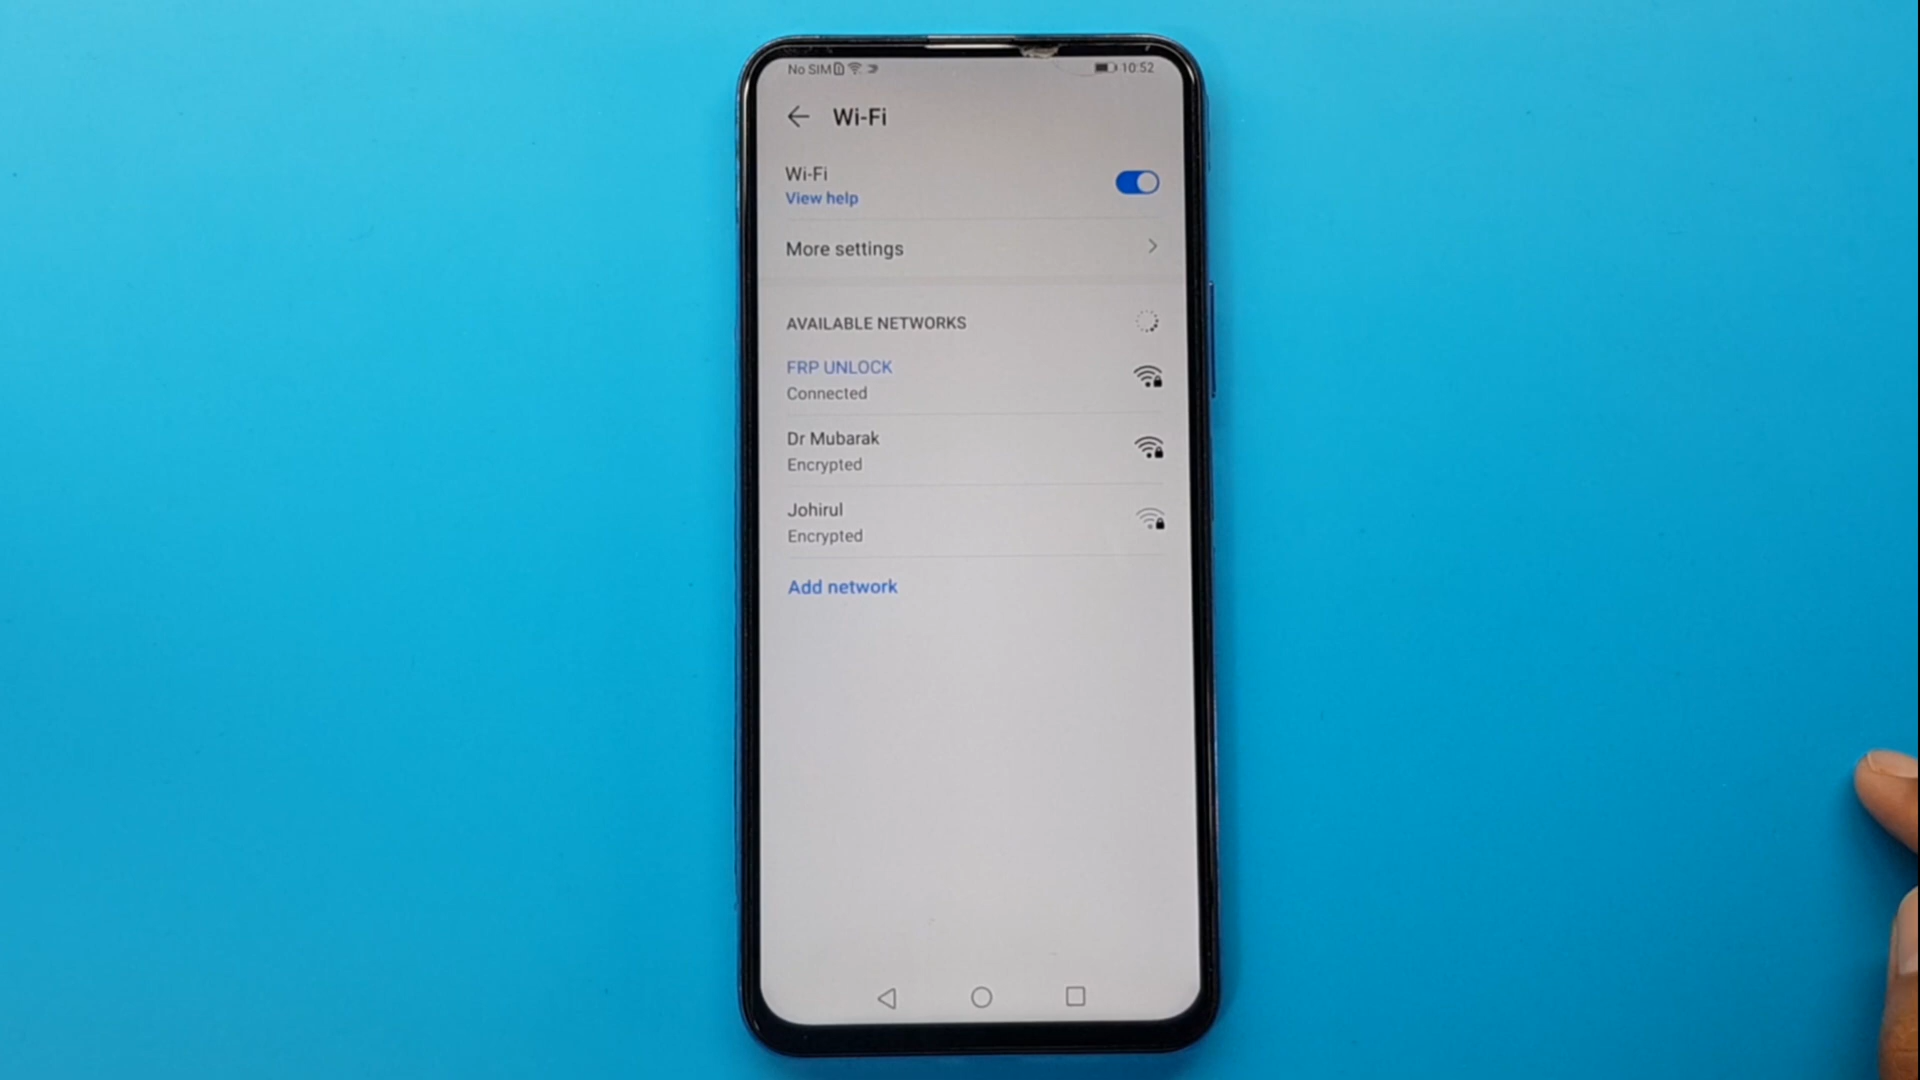 No SIM 10:52
Wi-Fi
Wi-Fi
View help
More settings
AVAILABLE NETWORKS
FRP UNLOCK
Connected
Dr Mubarak
Encrypted
Johirul
Encrypted
Add network